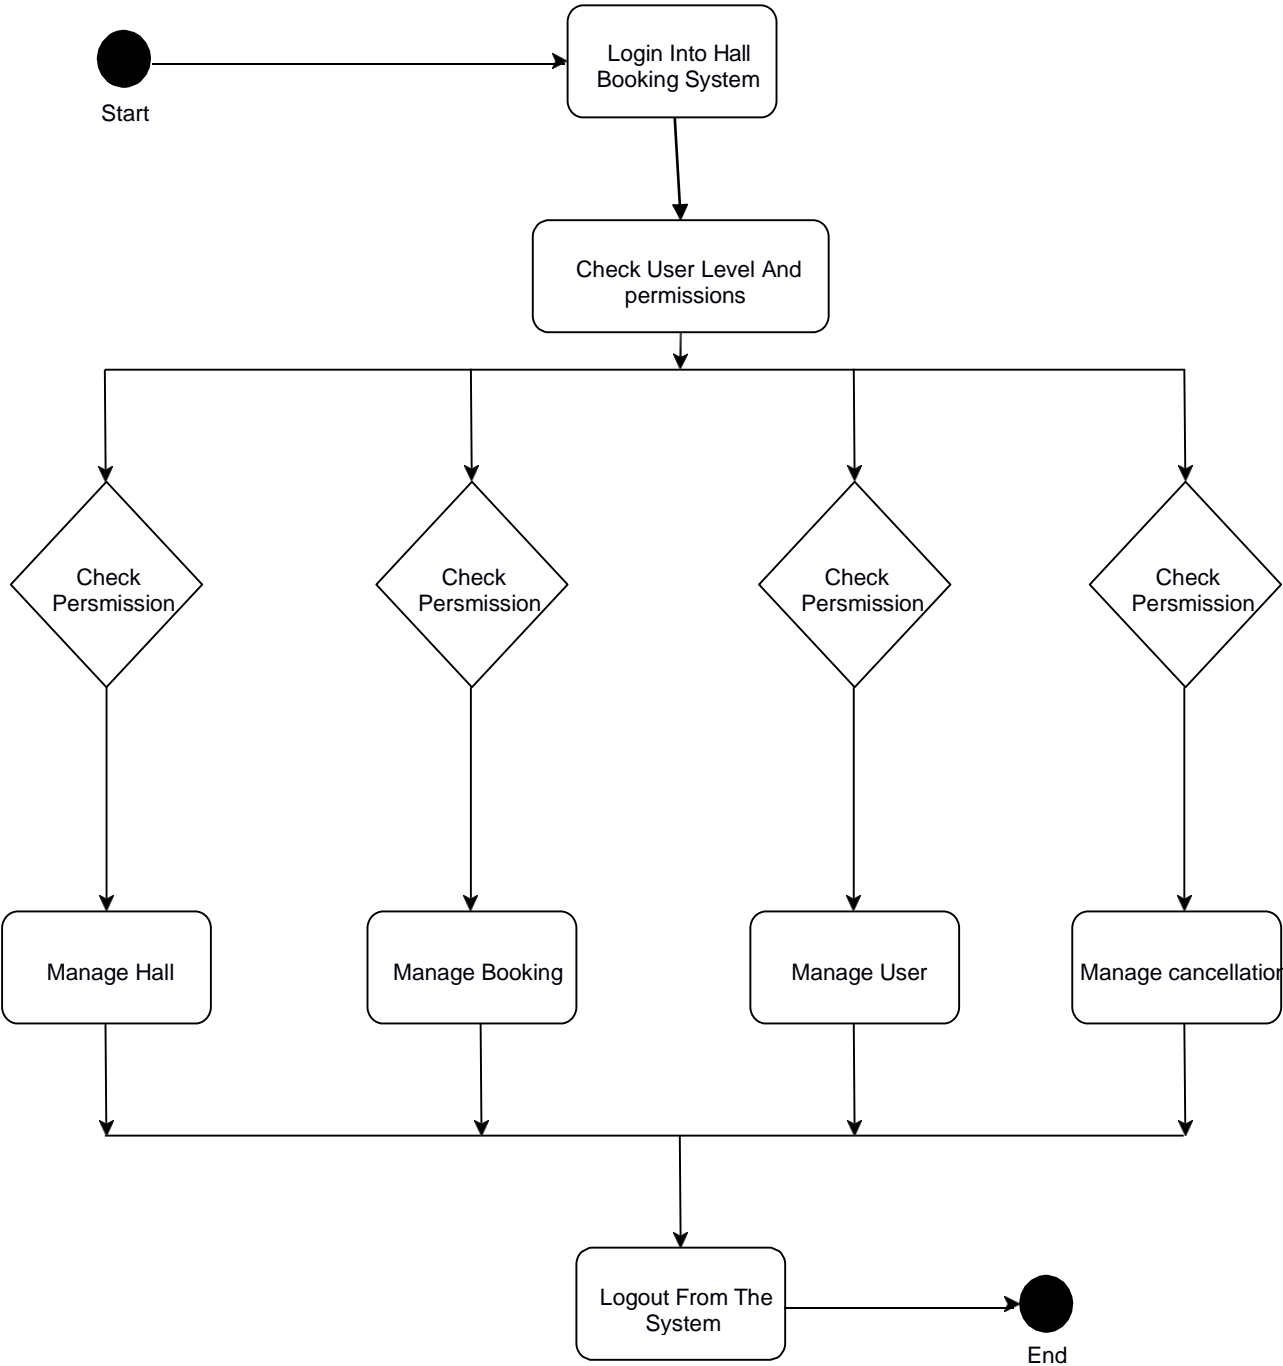 Login Into Hall
Booking System
Start
Check User Level And
permissions
Check
Persmission
Check
Persmission
Check
Persmission
Check
Persmission
Manage Hall
Manage Booking
Manage User
Manage cancellation
Logout From The
System
End